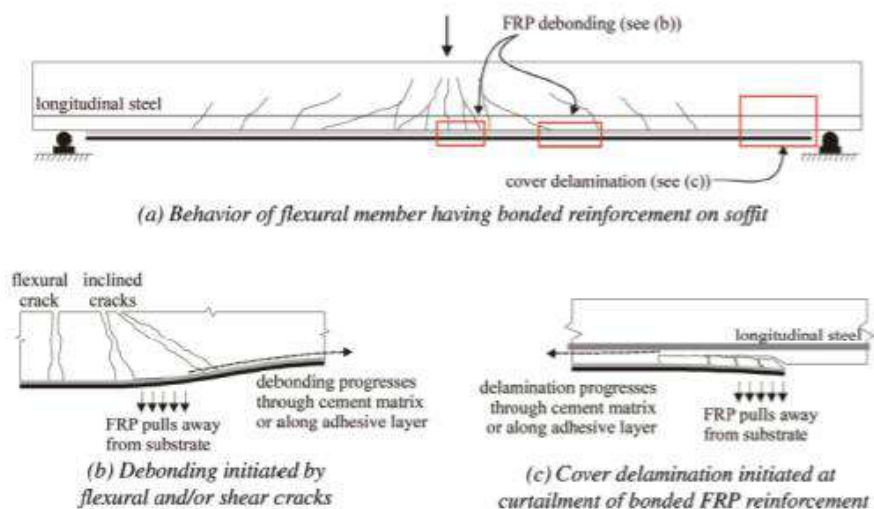 FRP debonding (see (b))
longitudinal steel
cover delamination (see (c))
(a) Behavior of flexural member having bonded reinforcement on soffit
flexural
crack
inclined
cracks
debonding progresses
through cement matrix
or along adhesive layer
FRP pulls away
from substrate
(b) Debonding initiated by
flexural and/or shear cracks
longitudinal steel
delamination progresses
through cement matrix
or along adhesive layer
FRP pulls away
from substrate
(c) Cover delamination initiated at
curtailment of bonded FRP reinforcement